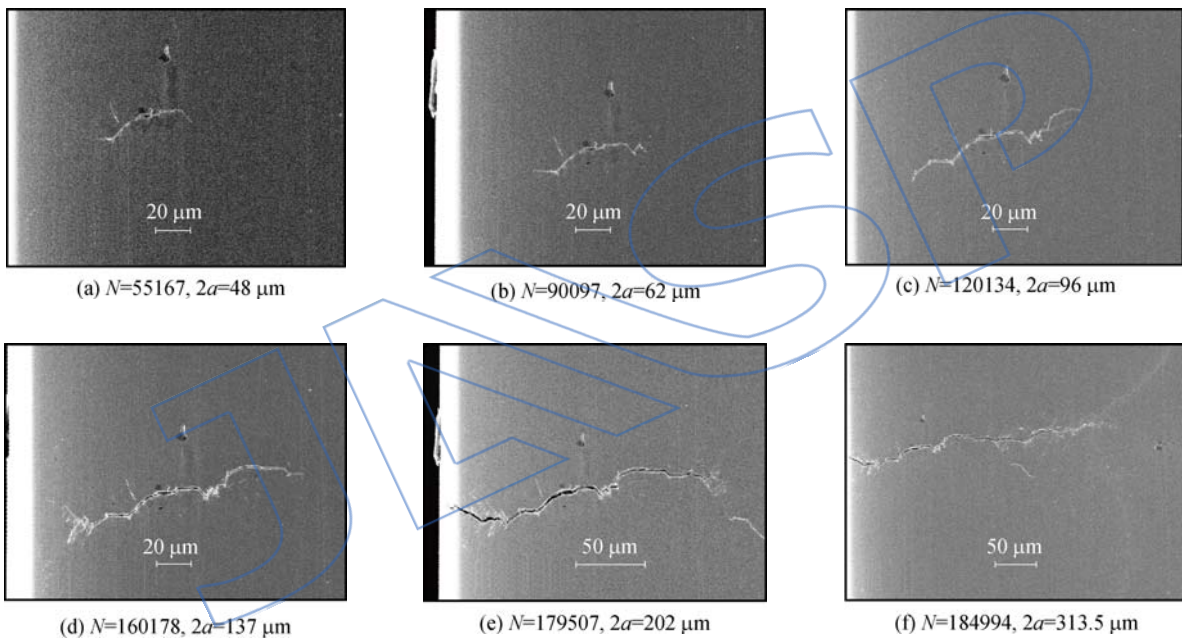 20 μm
20 μm
20 μm
(a) N=55167, 2a=48 μm
(b) N=90097, 2a=62 μm
(c) N=120134, 2a=96 μm
20 μm
50 μm
50 μm
(d) N=160178, 2a=137 μm
(e) N=179507, 2a=202 μm
(f) N=184994, 2a=313.5 μm
JASP